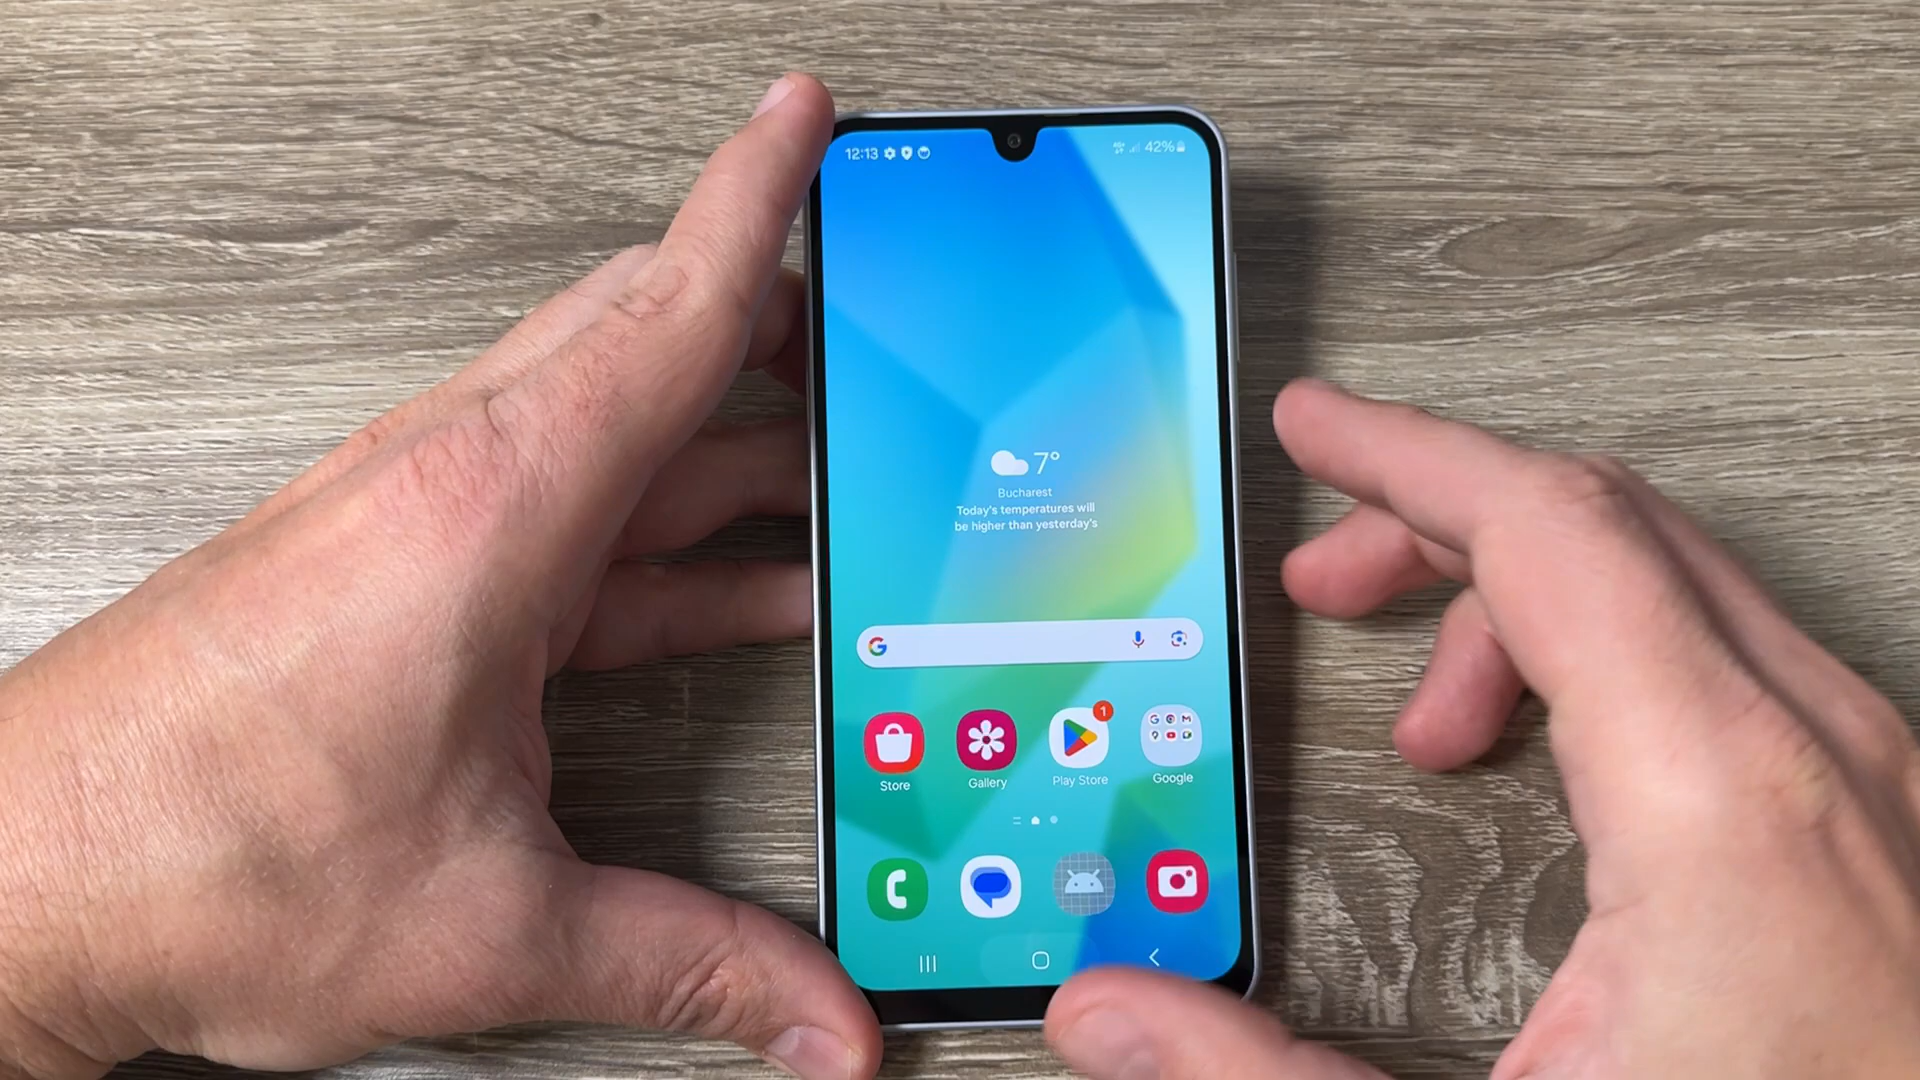 12:13
42%
7°
Bucharest
Today's temperatures will
be higher than yesterday's
1
Store
Gallery
Play Store
Google